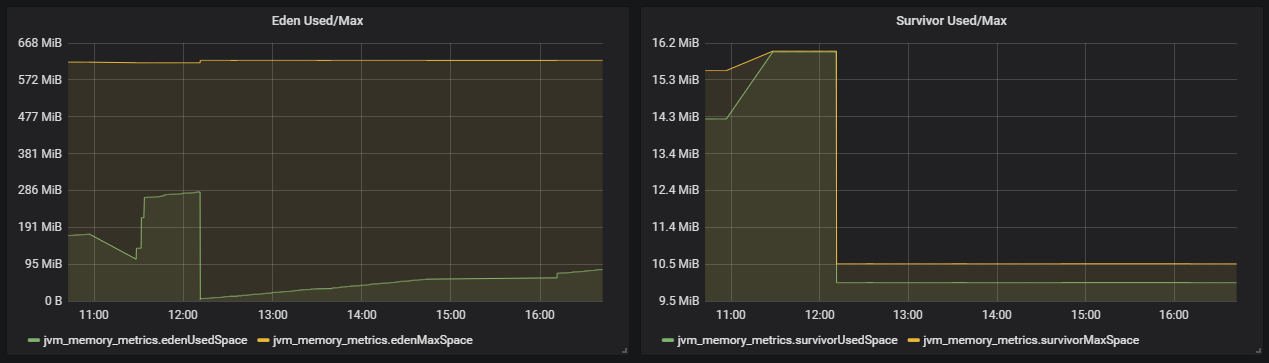 Eden Used/Max
668 MiB
572 MiB
477 MiB
381 MiB
286 MiB
191 MiB
95 MiB
0 B
11:00 12:00 13:00 14:00 15:00 16:00
jvm_memory_metrics.edenUsedSpace jvm_memory_metrics.edenMaxSpace
Survivor Used/Max
16.2 MiB
15.3 MiB
14.3 MiB
13.4 MiB
12.4 MiB
11.4 MiB
10.5 MiB
9.5 MiB
11:00 12:00 13:00 14:00 15:00 16:00
jvm_memory_metrics.survivorUsedSpace jvm_memory_metrics.survivorMaxSpace